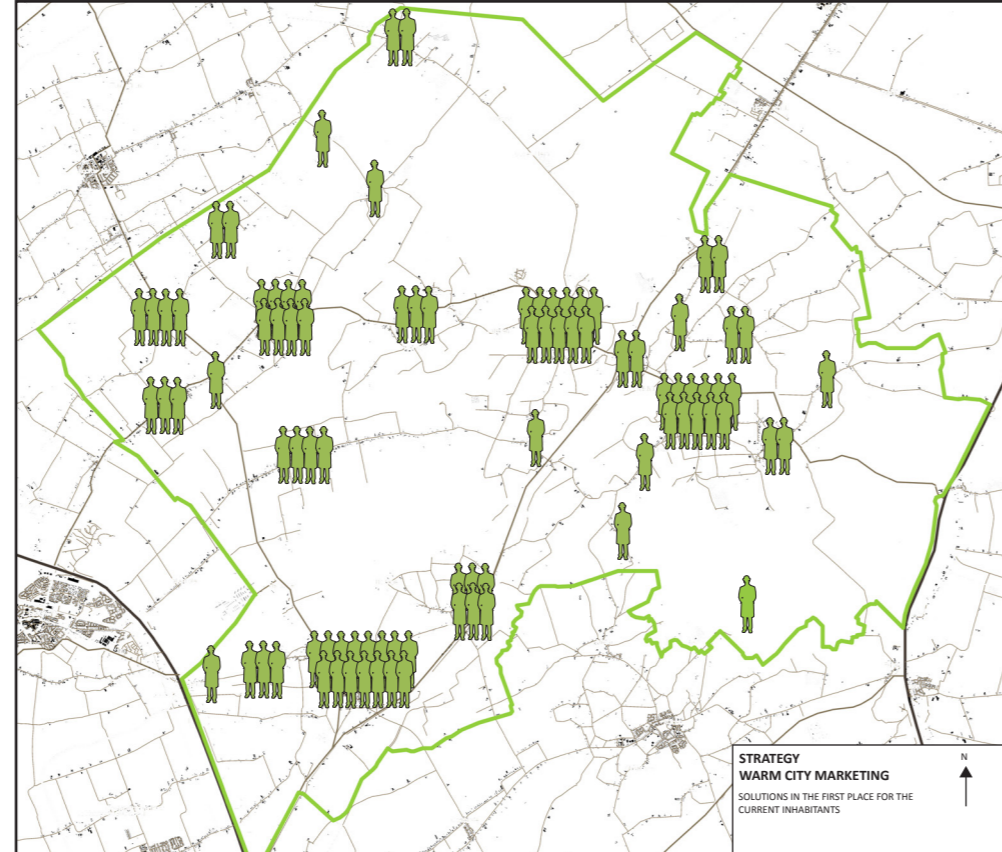 STRATEGY
WARM CITY MARKETING
SOLUTIONS IN THE FIRST PLACE FOR THE
CURRENT INHABITANTS
N